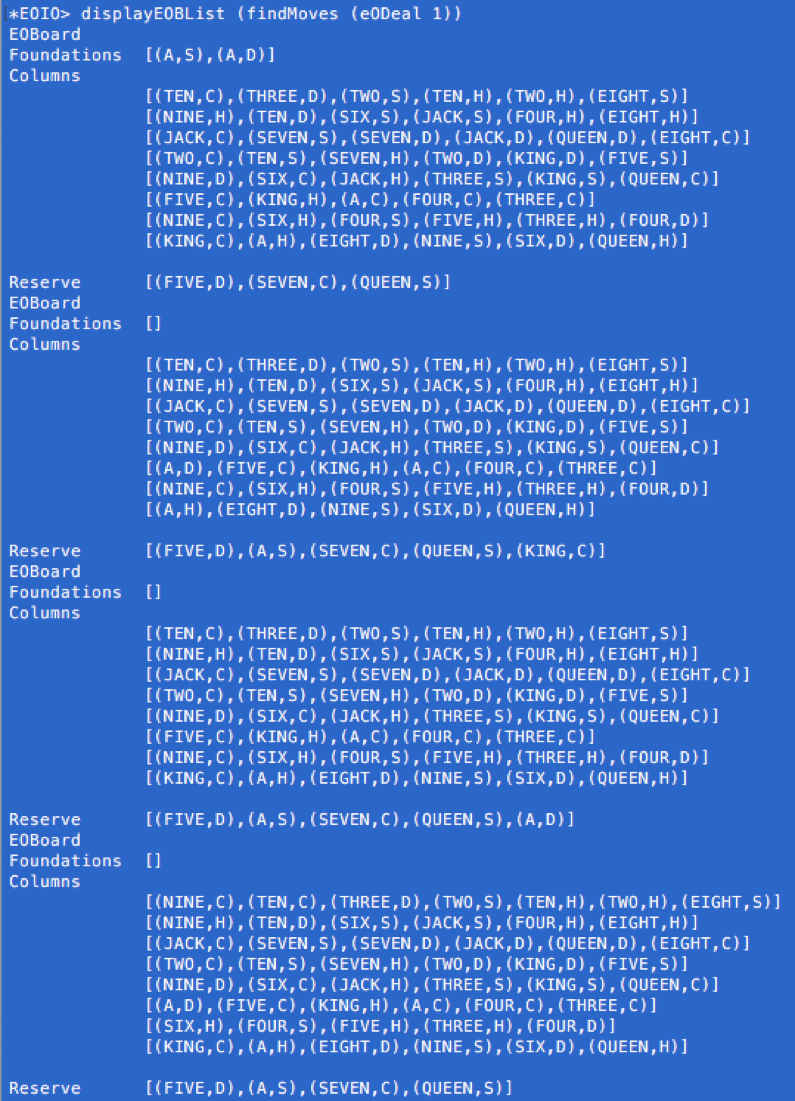 *EOIO> displayEOBList (findMoves (eODeal 1))
EOBoard
Foundations  [(A,S),(A,D)]
Columns
[(TEN,C),(THREE,D),(TWO,S),(TEN,H),(TWO,H),(EIGHT,S)]
[(NINE,H),(TEN,D),(SIX,S),(JACK,S),(FOUR,H),(EIGHT,H)]
[(JACK,C),(SEVEN,S),(SEVEN,D),(JACK,D),(QUEEN,D),(EIGHT,C)]
[(TWO,C),(TEN,S),(SEVEN,H),(TWO,D),(KING,D),(FIVE,S)]
[(NINE,D),(SIX,C),(JACK,H),(THREE,S),(KING,S),(QUEEN,C)]
[(FIVE,C),(KING,H),(A,C),(FOUR,C),(THREE,C)]
[(NINE,C),(SIX,H),(FOUR,S),(FIVE,H),(THREE,H),(FOUR,D)]
[(KING,C),(A,H),(EIGHT,D),(NINE,S),(SIX,D),(QUEEN,H)]
Reserve  [(FIVE,D),(SEVEN,C),(QUEEN,S)]
EOBoard
Foundations  []
Columns
[(TEN,C),(THREE,D),(TWO,S),(TEN,H),(TWO,H),(EIGHT,S)]
[(NINE,H),(TEN,D),(SIX,S),(JACK,S),(FOUR,H),(EIGHT,H)]
[(JACK,C),(SEVEN,S),(SEVEN,D),(JACK,D),(QUEEN,D),(EIGHT,C)]
[(TWO,C),(TEN,S),(SEVEN,H),(TWO,D),(KING,D),(FIVE,S)]
[(NINE,D),(SIX,C),(JACK,H),(THREE,S),(KING,S),(QUEEN,C)]
[(A,D),(FIVE,C),(KING,H),(A,C),(FOUR,C),(THREE,C)]
[(NINE,C),(SIX,H),(FOUR,S),(FIVE,H),(THREE,H),(FOUR,D)]
[(A,H),(EIGHT,D),(NINE,S),(SIX,D),(QUEEN,H)]
Reserve  [(FIVE,D),(A,S),(SEVEN,C),(QUEEN,S),(KING,C)]
EOBoard
Foundations  []
Columns
[(TEN,C),(THREE,D),(TWO,S),(TEN,H),(TWO,H),(EIGHT,S)]
[(NINE,H),(TEN,D),(SIX,S),(JACK,S),(FOUR,H),(EIGHT,H)]
[(JACK,C),(SEVEN,S),(SEVEN,D),(JACK,D),(QUEEN,D),(EIGHT,C)]
[(TWO,C),(TEN,S),(SEVEN,H),(TWO,D),(KING,D),(FIVE,S)]
[(NINE,D),(SIX,C),(JACK,H),(THREE,S),(KING,S),(QUEEN,C)]
[(FIVE,C),(KING,H),(A,C),(FOUR,C),(THREE,C)]
[(NINE,C),(SIX,H),(FOUR,S),(FIVE,H),(THREE,H),(FOUR,D)]
[(KING,C),(A,H),(EIGHT,D),(NINE,S),(SIX,D),(QUEEN,H)]
Reserve  [(FIVE,D),(A,S),(SEVEN,C),(QUEEN,S),(A,D)]
EOBoard
Foundations  []
Columns
[(NINE,C),(TEN,C),(THREE,D),(TWO,S),(TEN,H),(TWO,H),(EIGHT,S)]
[(NINE,H),(TEN,D),(SIX,S),(JACK,S),(FOUR,H),(EIGHT,H)]
[(JACK,C),(SEVEN,S),(SEVEN,D),(JACK,D),(QUEEN,D),(EIGHT,C)]
[(TWO,C),(TEN,S),(SEVEN,H),(TWO,D),(KING,D),(FIVE,S)]
[(NINE,D),(SIX,C),(JACK,H),(THREE,S),(KING,S),(QUEEN,C)]
[(A,D),(FIVE,C),(KING,H),(A,C),(FOUR,C),(THREE,C)]
[(SIX,H),(FOUR,S),(FIVE,H),(THREE,H),(FOUR,D)]
[(KING,C),(A,H),(EIGHT,D),(NINE,S),(SIX,D),(QUEEN,H)]
Reserve  [(FIVE,D),(A,S),(SEVEN,C),(QUEEN,S)]